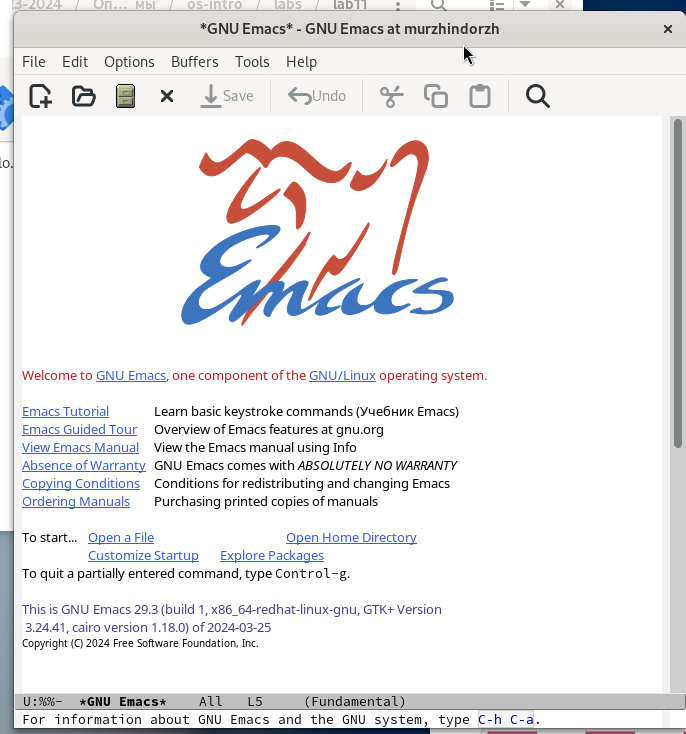 3-2024 / Оп... мы / os-intro / labs / lab11
*GNU Emacs* - GNU Emacs at murzhindorzh
File Edit Options Buffers Tools Help
Save Undo
lo.
Emacs
Welcome to GNU Emacs, one component of the GNU/Linux operating system.
Emacs Tutorial Learn basic keystroke commands (Учебник Emacs)
Emacs Guided Tour Overview of Emacs features at gnu.org
View Emacs Manual View the Emacs manual using Info
Absence of Warranty GNU Emacs comes with ABSOLUTELY NO WARRANTY
Copying Conditions Conditions for redistributing and changing Emacs
Ordering Manuals Purchasing printed copies of manuals
To start... Open a File Open Home Directory
Customize Startup Explore Packages
To quit a partially entered command, type Control-g.
This is GNU Emacs 29.3 (build 1, x86_64-redhat-linux-gnu, GTK+ Version
3.24.41, cairo version 1.18.0) of 2024-03-25
Copyright (C) 2024 Free Software Foundation, Inc.
U:%%- *GNU Emacs* All L5 (Fundamental)
For information about GNU Emacs and the GNU system, type C-h C-a.